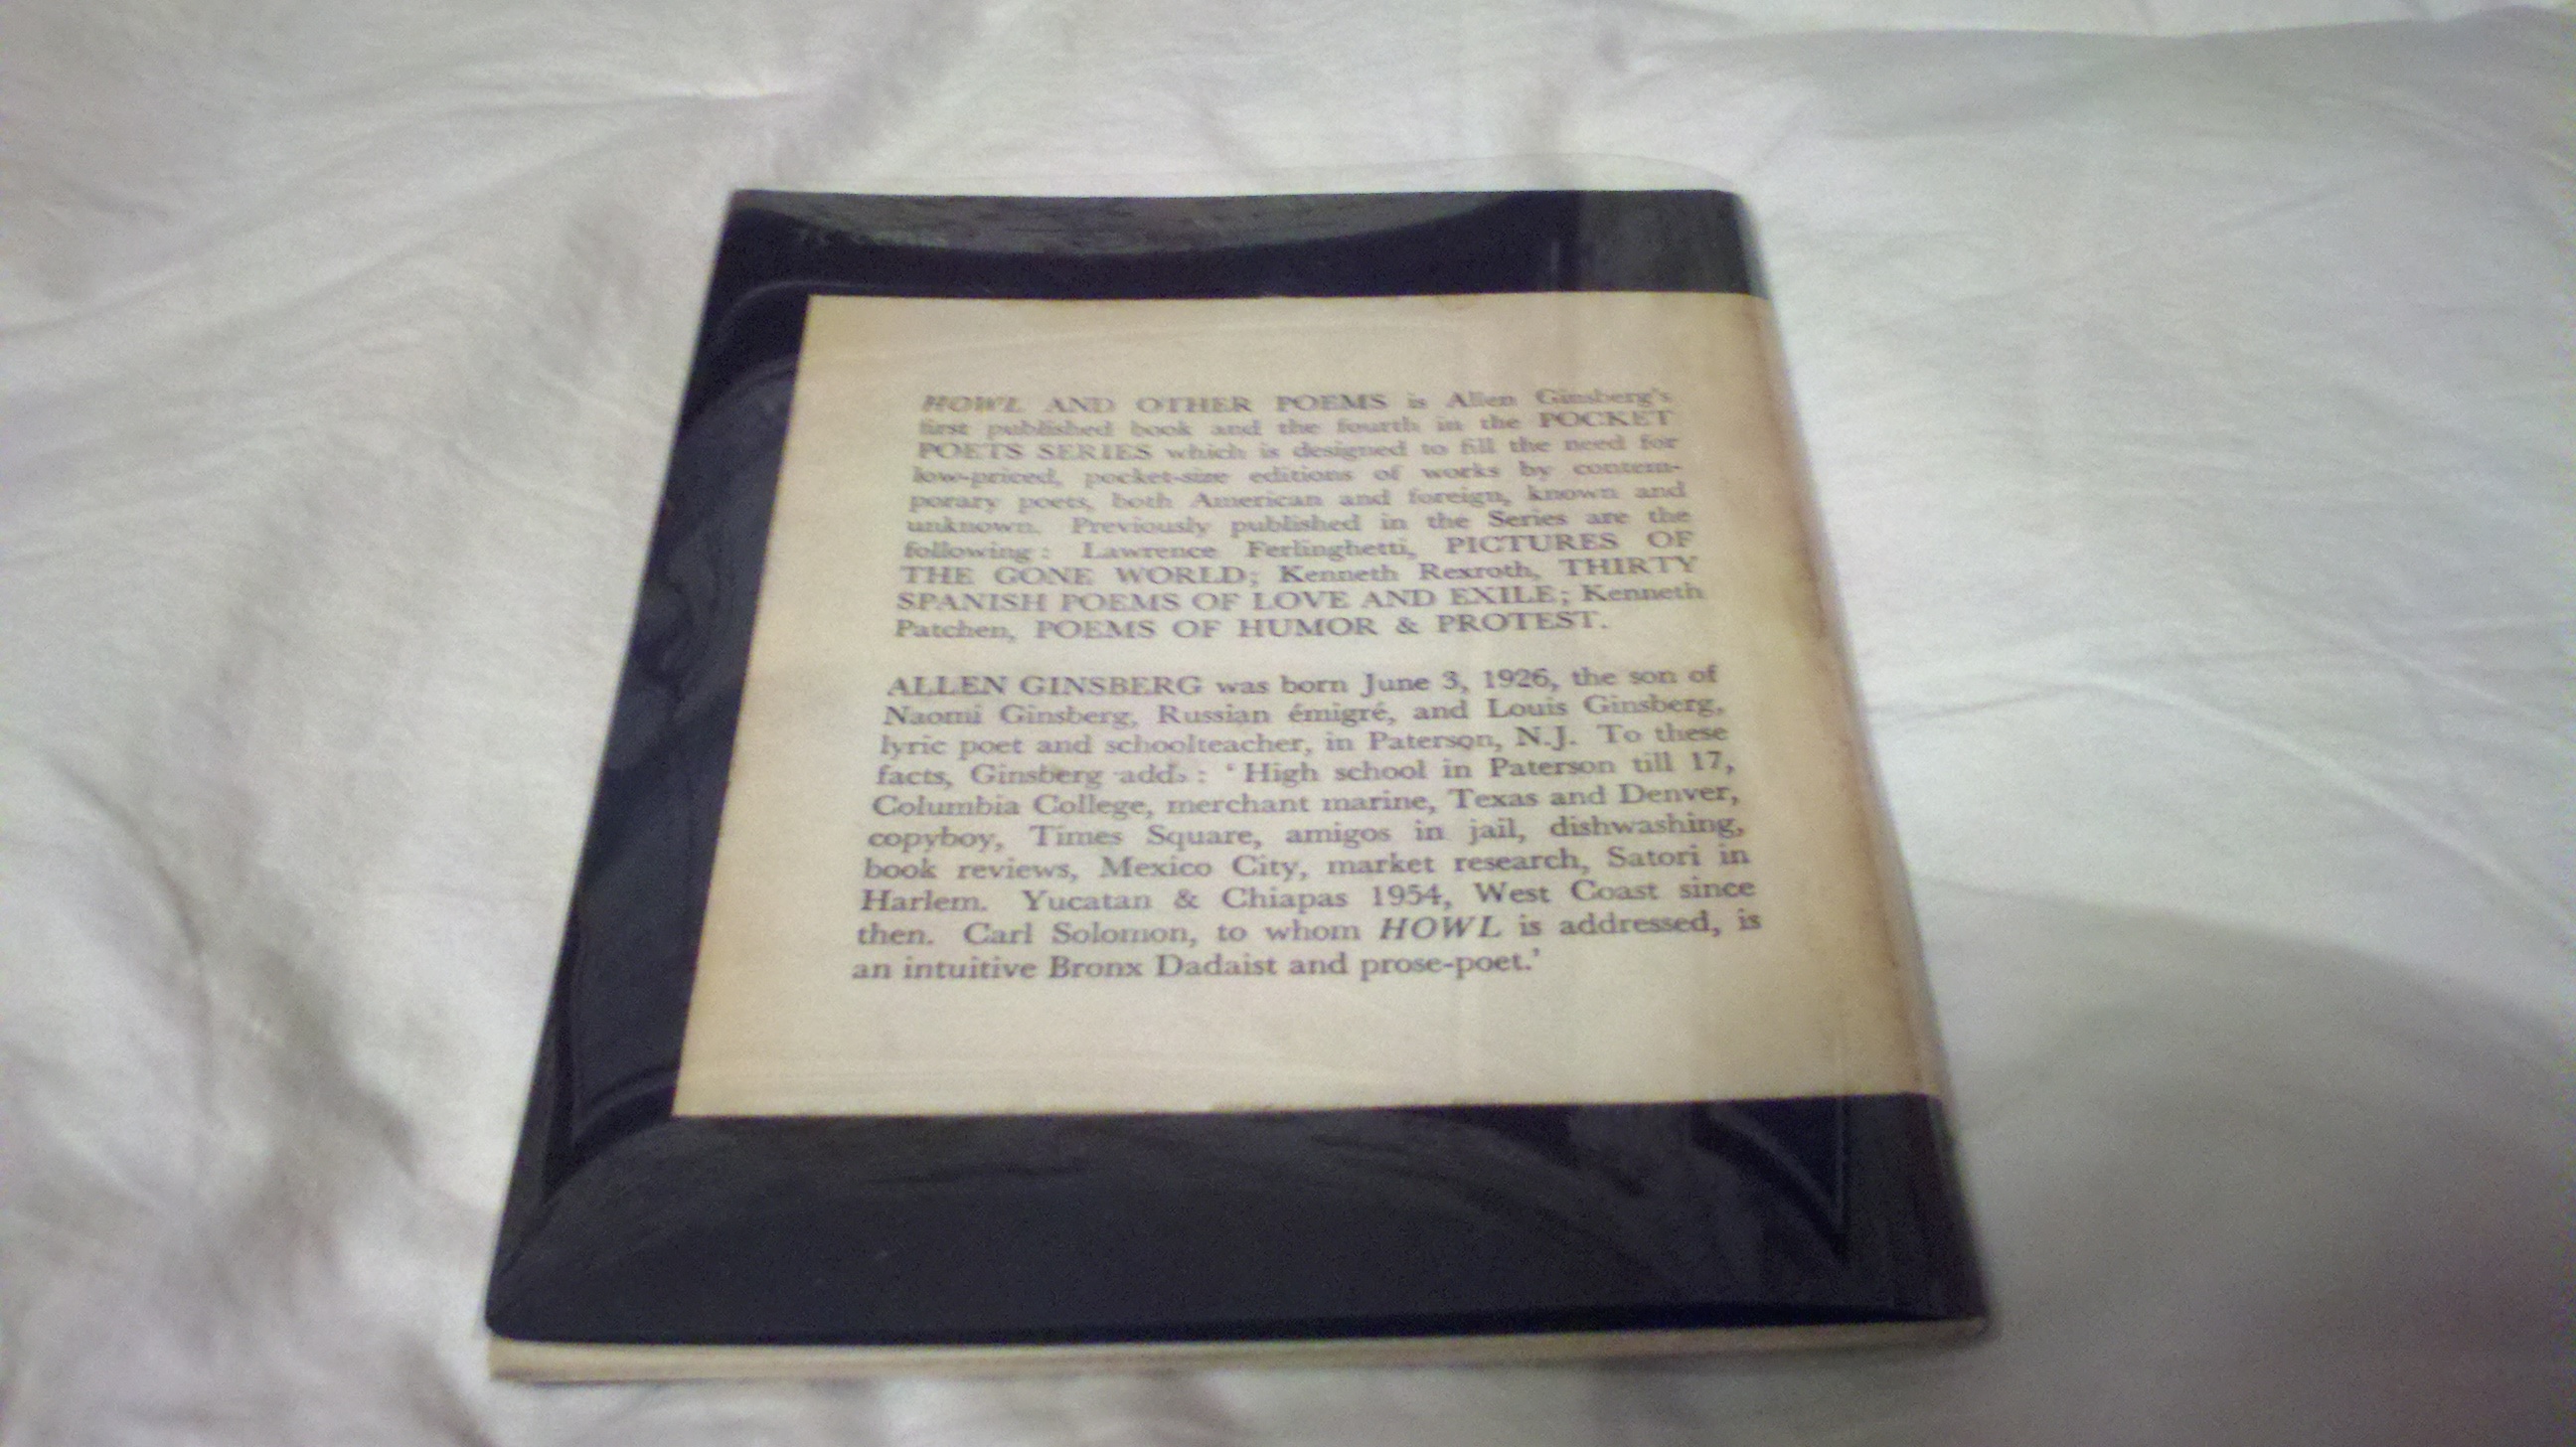 HOWL AND OTHER POEMS is Allen Ginsberg's
first published book and the fourth in the POCKET
POETS SERIES which is designed to fill the need for
low-priced, pocket-size editions of works by contem-
porary poets, both American and foreign, known and
unknown. Previously published in the Series are the
following : Lawrence Ferlinghetti, PICTURES OF
THE GONE WORLD; Kenneth Rexroth, THIRTY
SPANISH POEMS OF LOVE AND EXILE; Kenneth
Patchen, POEMS OF HUMOR & PROTEST.
ALLEN GINSBERG was born June 3, 1926, the son of
Naomi Ginsberg, Russian émigré, and Louis Ginsberg,
lyric poet and schoolteacher, in Paterson, N.J. To these
facts, Ginsberg adds : ‘High school in Paterson till 17,
Columbia College, merchant marine, Texas and Denver,
copyboy, Times Square, amigos in jail, dishwashing,
book reviews, Mexico City, market research, Satori in
Harlem. Yucatan & Chiapas 1954, West Coast since
then. Carl Solomon, to whom HOWL is addressed, is
an intuitive Bronx Dadaist and prose-poet.’